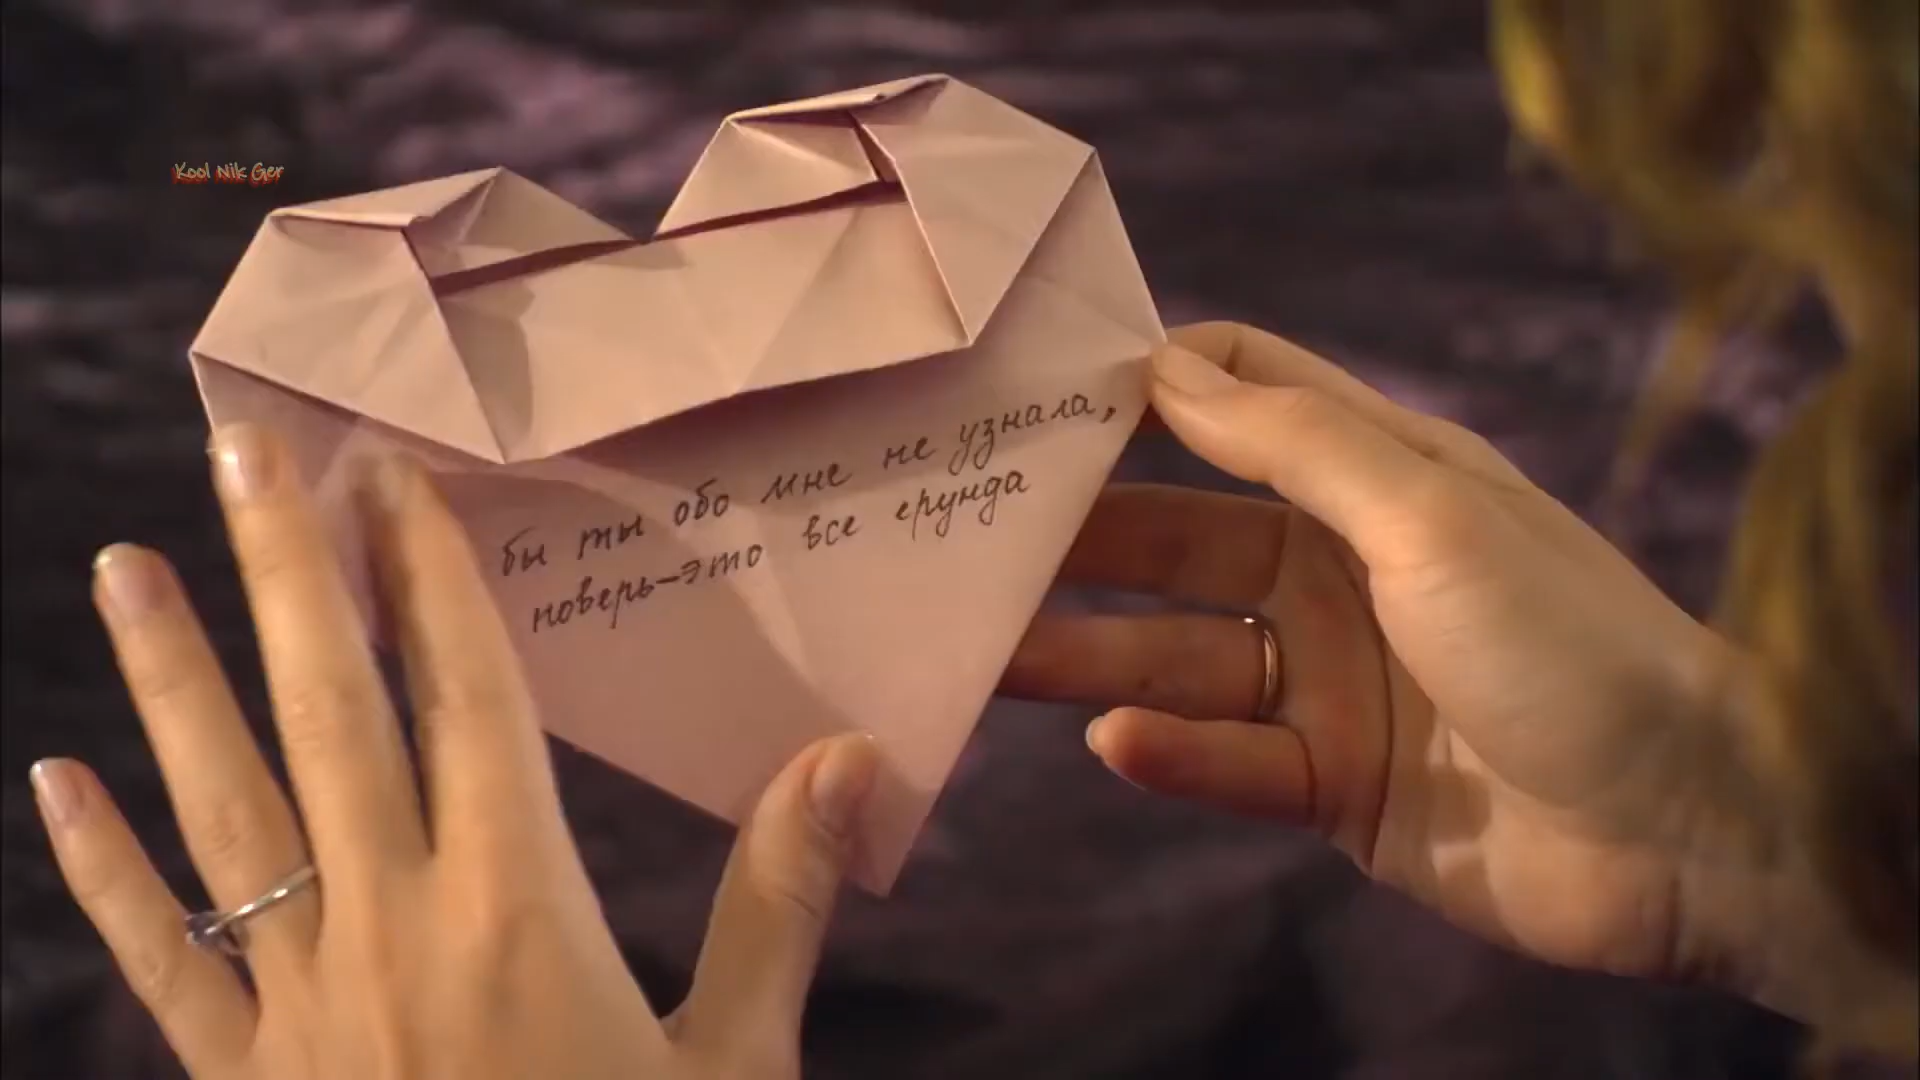 Kool Nik Ger
бы ты обо мне не узнала,
поверь-это все ерунда